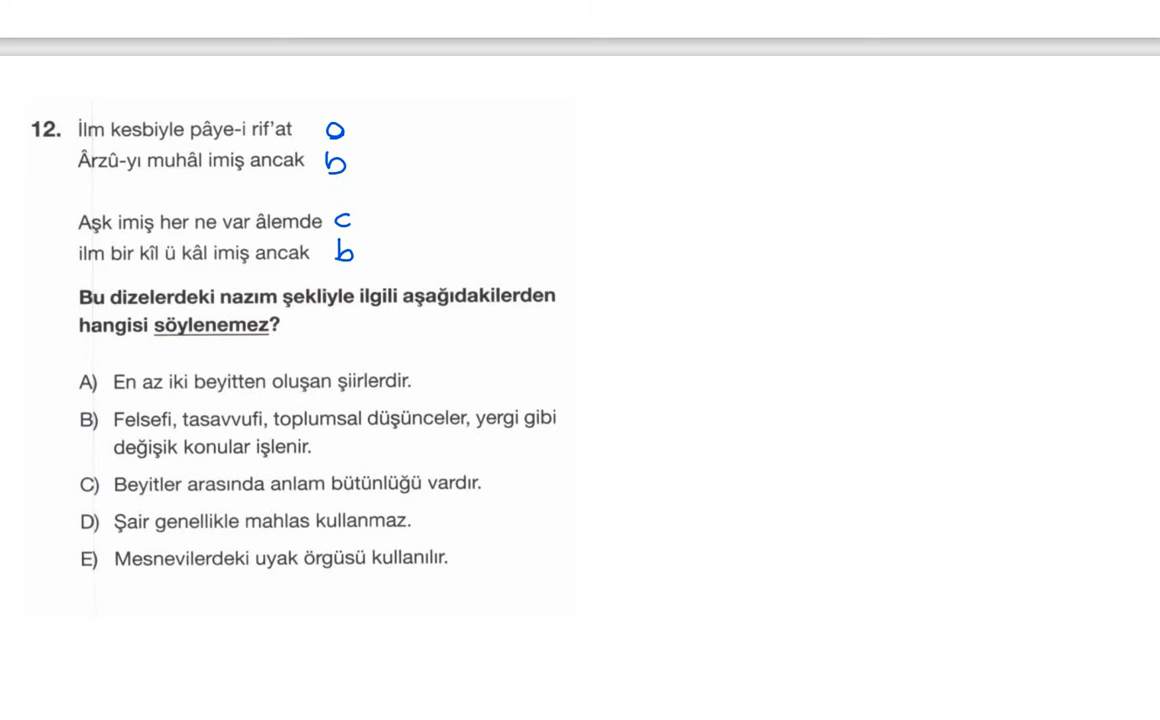 12. İlm kesbiyle pâye-i rif'at a
Ârzû-yı muhâl imiş ancak b
Aşk imiş her ne var âlemde c
ilm bir kîl ü kâl imiş ancak b
Bu dizelerdeki nazım şekliyle ilgili aşağıdakilerden
hangisi söylenemez?
A) En az iki beyitten oluşan şiirlerdir.
B) Felsefi, tasavvufi, toplumsal düşünceler, yergi gibi
değişik konular işlenir.
C) Beyitler arasında anlam bütünlüğü vardır.
D) Şair genellikle mahlas kullanmaz.
E) Mesnevilerdeki uyak örgüsü kullanılır.